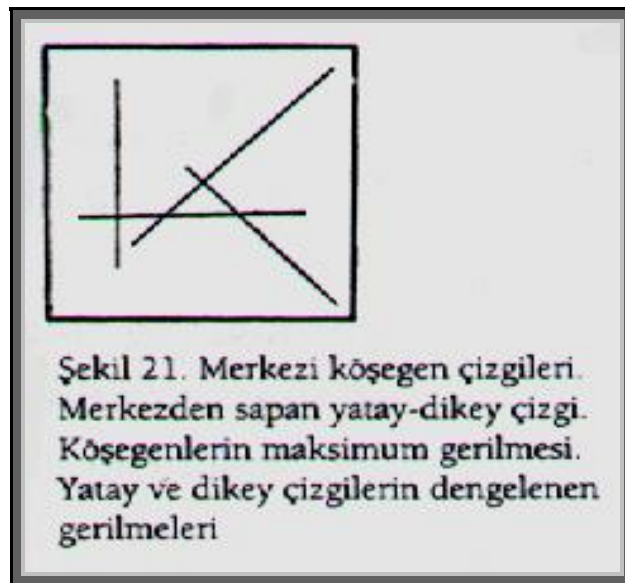 Şekil 21. Merkezi köşegen çizgileri.
Merkezden sapan yatay-dikey çizgi.
Köşegenlerin maksimum gerilmesi.
Yatay ve dikey çizgilerin dengelenen
gerilmeleri